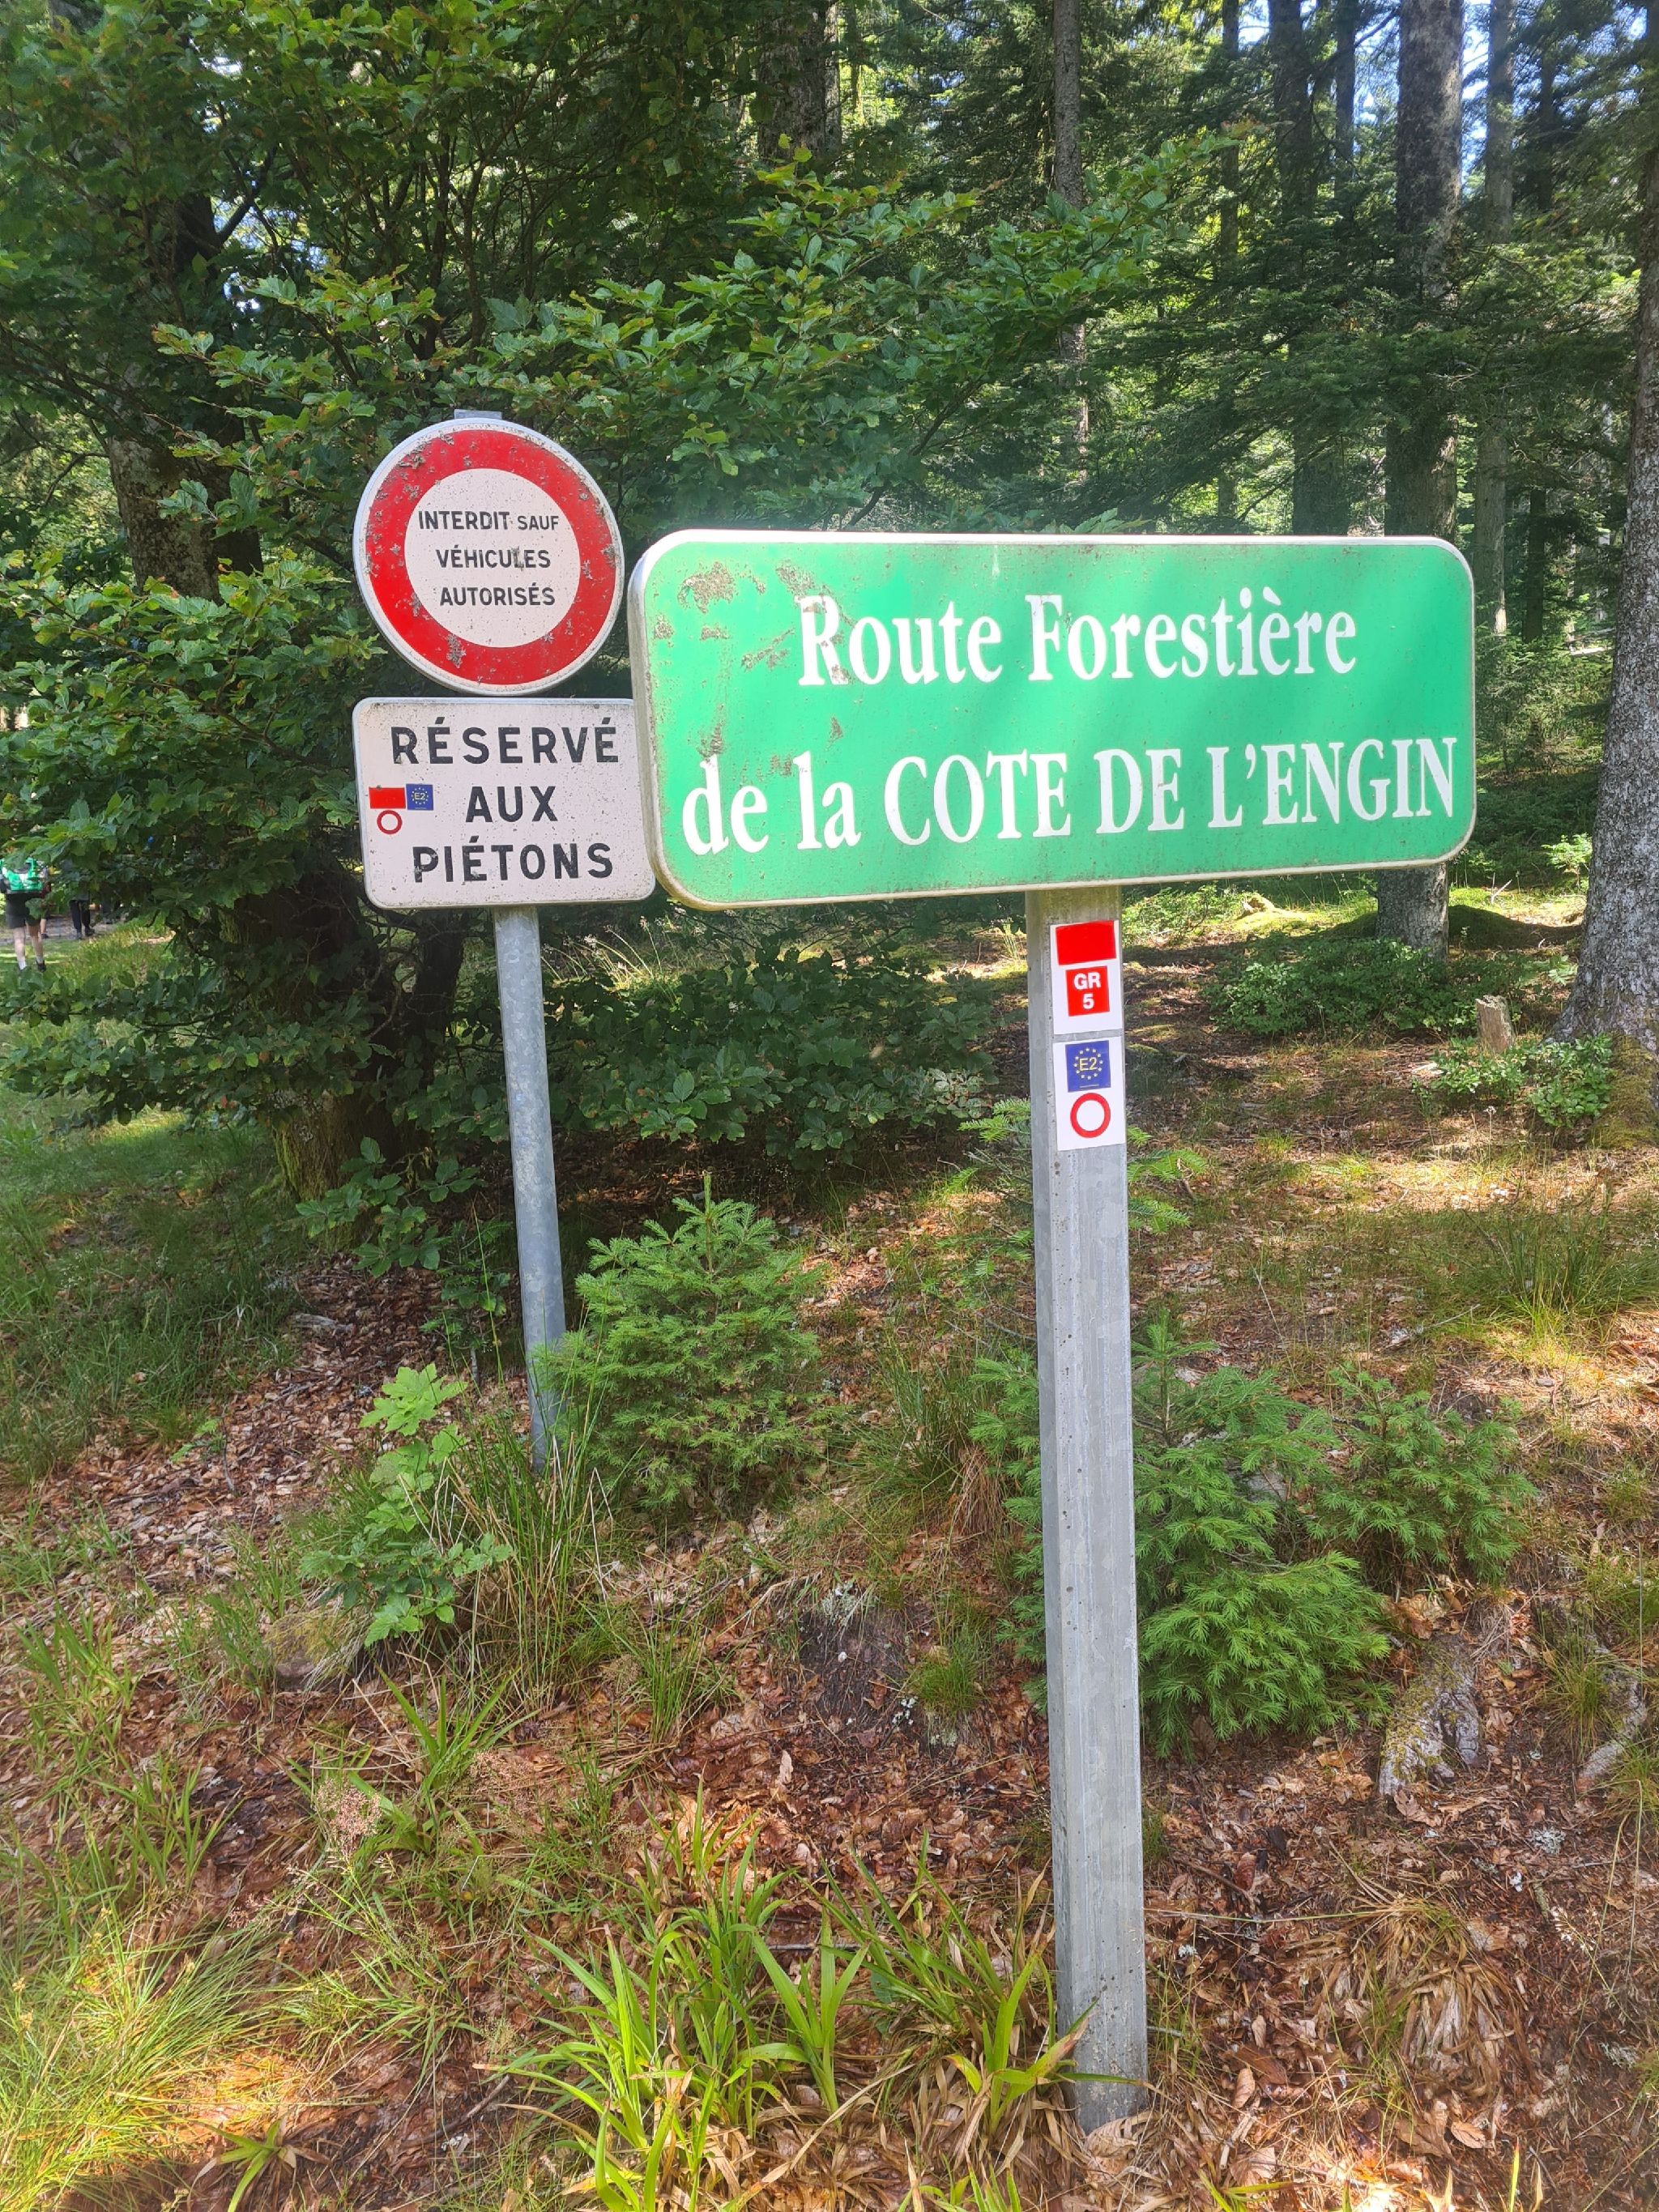 INTERDIT SAUF
VÉHICULES
AUTORISÉS
RÉSERVÉ
AUX
PIÉTONS
E2
Route Forestière
de la COTE DE L'ENGIN
GR
5
E2